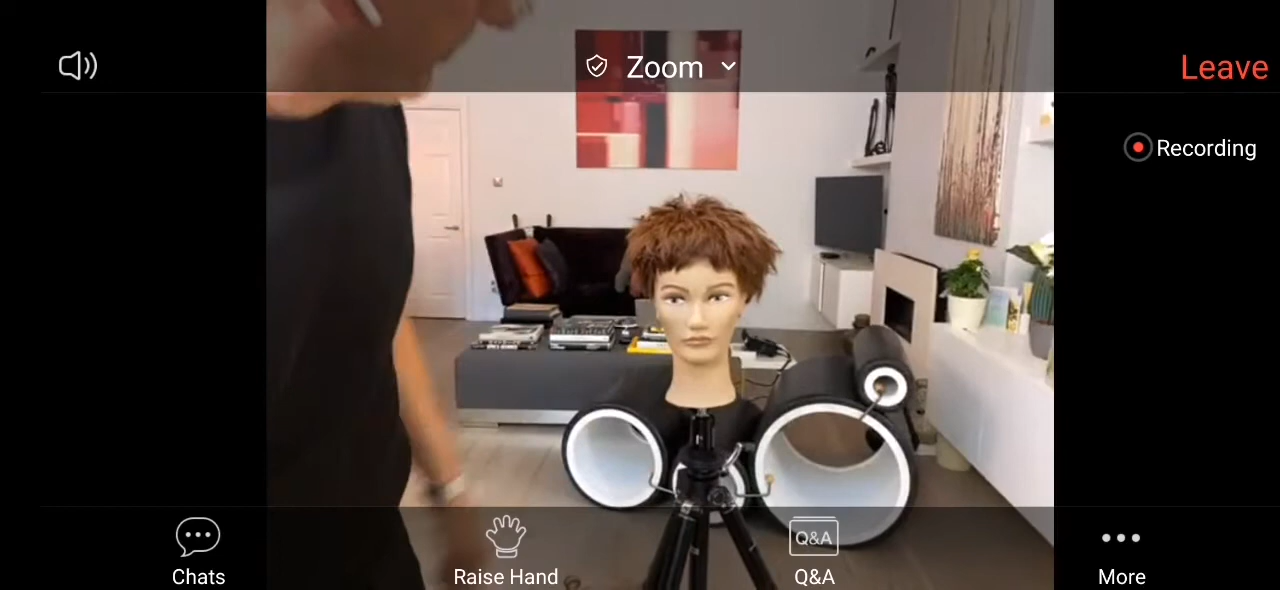 Zoom
Leave
Recording
Q&A
Chats
Raise Hand
Q&A
More